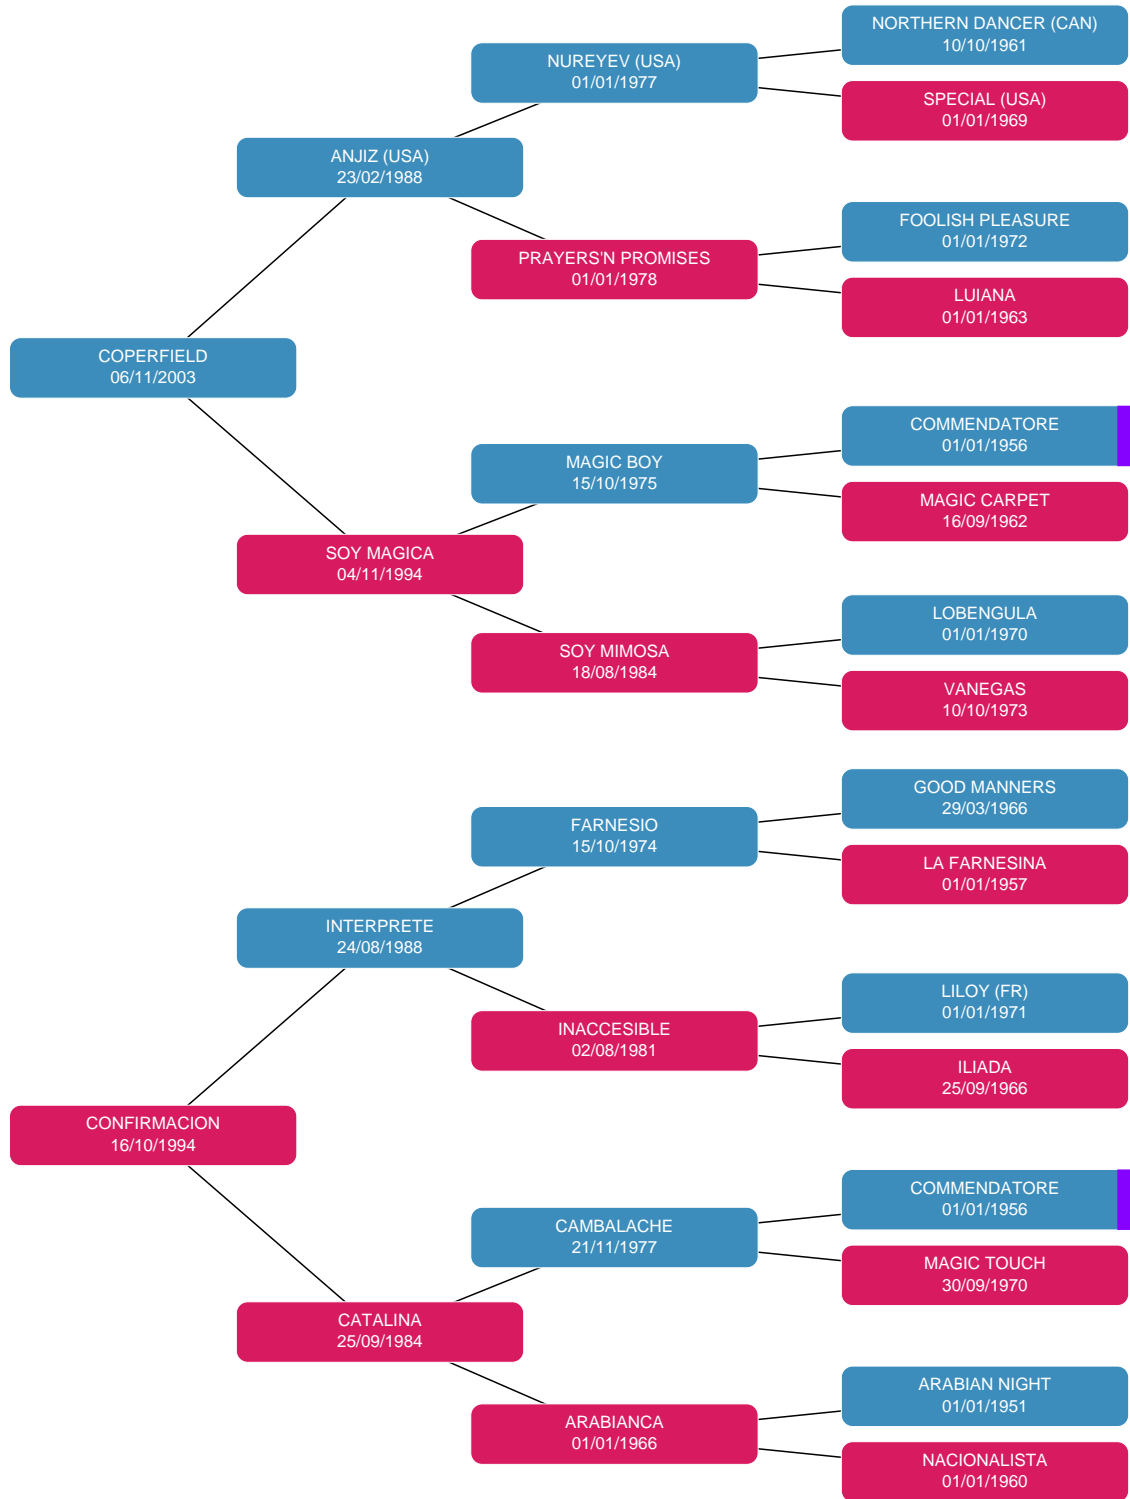 NORTHERN DANCER (CAN)
10/10/1961
NUREYEV (USA)
01/01/1977
SPECIAL (USA)
01/01/1969
ANJIZ (USA)
23/02/1988
FOOLISH PLEASURE
01/01/1972
PRAYERS'N PROMISES
01/01/1978
LUIANA
01/01/1963
COPERFIELD
06/11/2003
COMMENDATORE
01/01/1956
MAGIC BOY
15/10/1975
MAGIC CARPET
16/09/1962
SOY MAGICA
04/11/1994
LOBENGULA
01/01/1970
SOY MIMOSA
18/08/1984
VANEGAS
10/10/1973
GOOD MANNERS
29/03/1966
FARNESIO
15/10/1974
LA FARNESINA
01/01/1957
INTERPRETE
24/08/1988
LILOY (FR)
01/01/1971
INACCESIBLE
02/08/1981
ILIADA
25/09/1966
CONFIRMACION
16/10/1994
COMMENDATORE
01/01/1956
CAMBALACHE
21/11/1977
MAGIC TOUCH
30/09/1970
CATALINA
25/09/1984
ARABIAN NIGHT
01/01/1951
ARABIANCA
01/01/1966
NACIONALISTA
01/01/1960